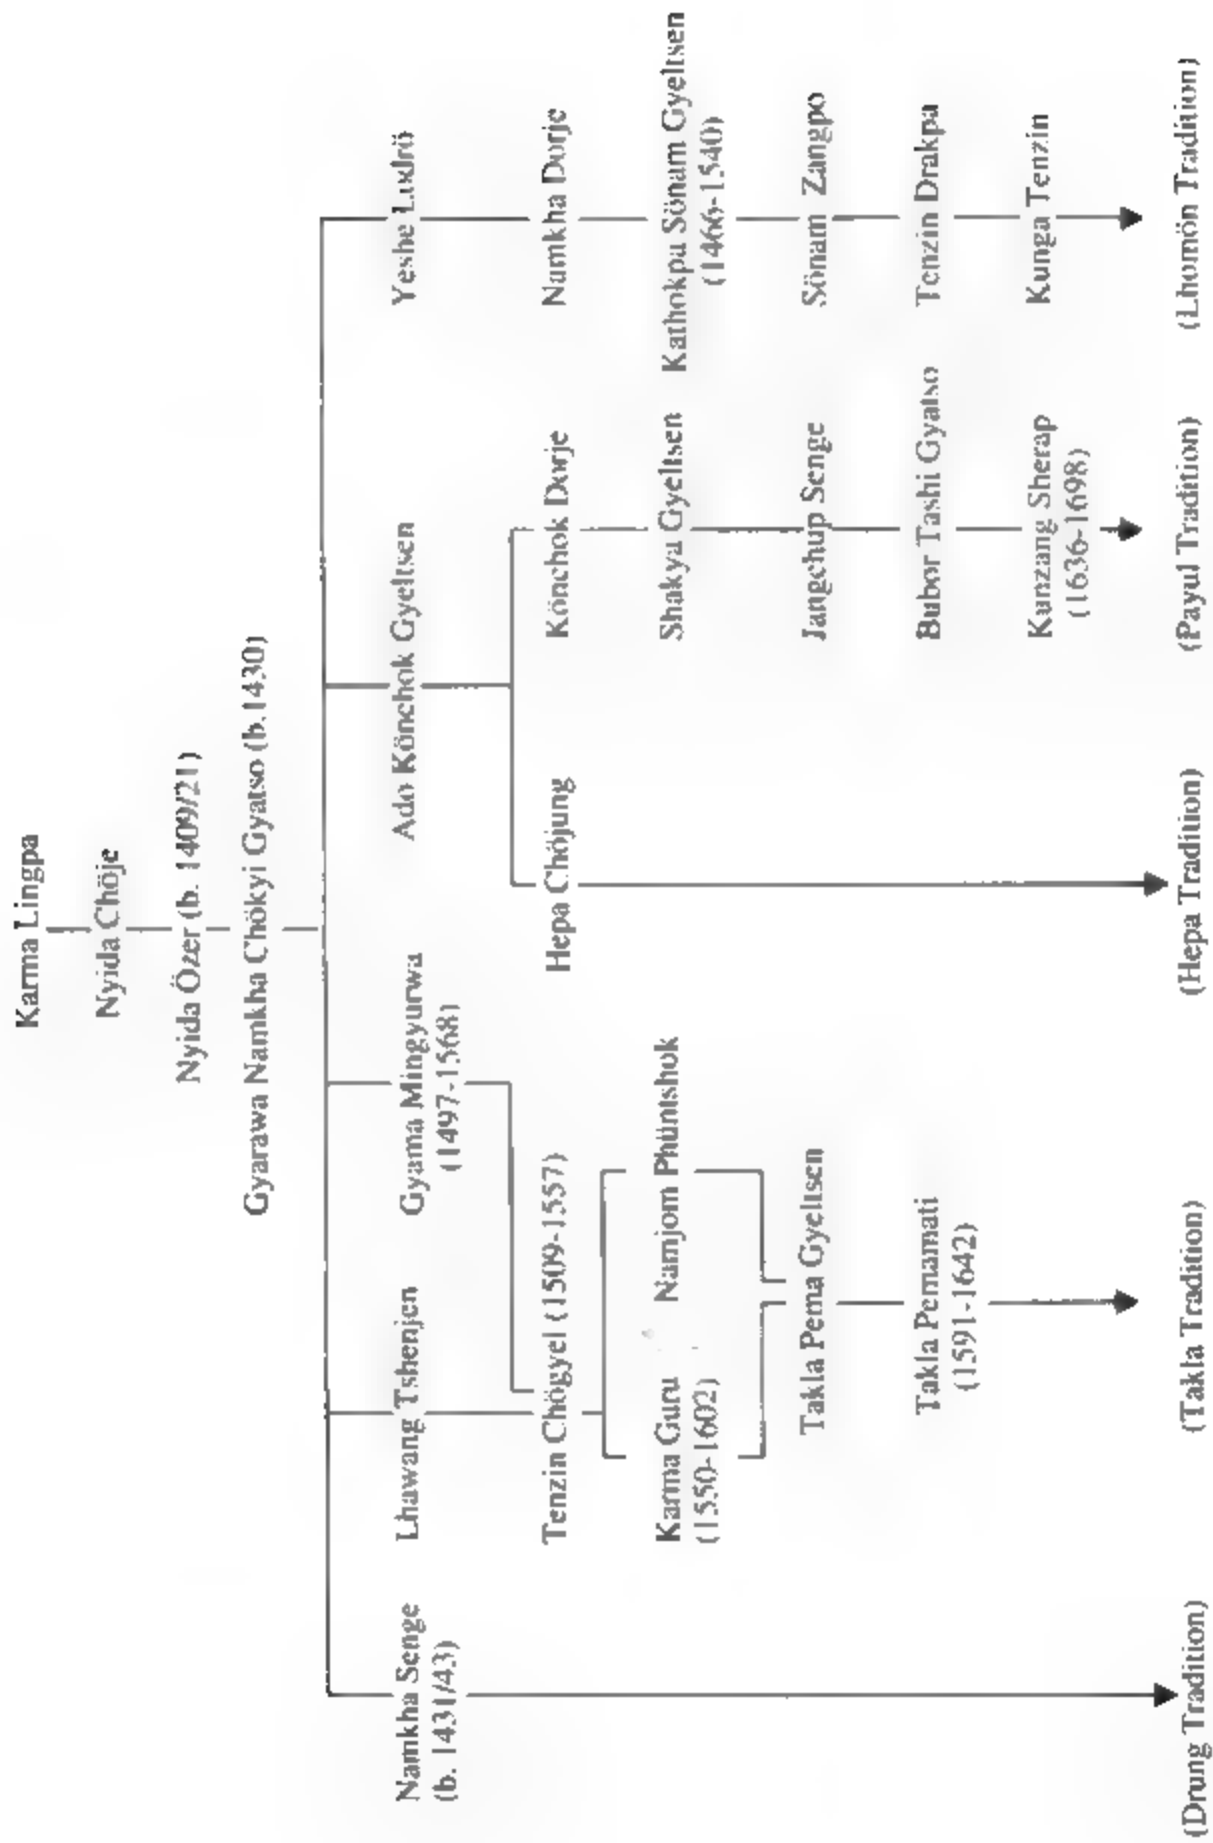 Karma Lingpa
Nyida Chöje
Nyida Özer (b. 1409/21)
Gyarawa Namkha Chökyi Gyatso (b.1430)
Namkha Senge
(b. 1431/43)
Lhawang Tshenjen
Gyama Mingyurwa
(1497-1568)
Ado Könchok Gyeltsen
Yeshe Lodrö
Tenzin Chögyel (1509-1557)
Hepa Chöjung
Könchok Dorje
Namkha Dorje
Karma Guru
(1550-1602)
Namjom Phüntshok
Shakya Gyeltsen
Kathokpa Sönam Gyeltsen
(1466-1540)
Takla Pema Gyeltsen
Jangchup Senge
Sönam Zangpo
Takla Pemamati
(1591-1642)
Bubor Tashi Gyatso
Tenzin Drakpa
Kunzang Sherap
(1636-1698)
Kunga Tenzin
(Drung Tradition)
(Takla Tradition)
(Hepa Tradition)
(Payul Tradition)
(Lhomön Tradition)